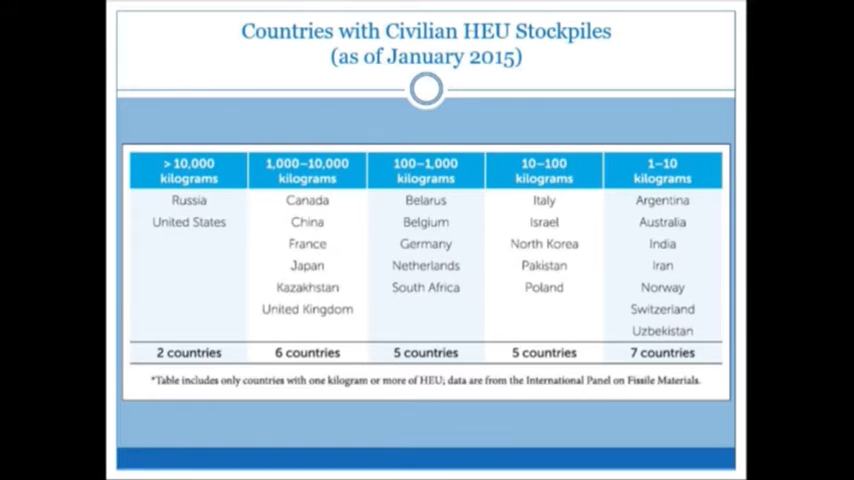 Countries with Civilian HEU Stockpiles
(as of January 2015)
> 10,000 kilograms 1,000–10,000 kilograms 100–1,000 kilograms 10–100 kilograms 1–10 kilograms
Russia Canada Belarus Italy Argentina
United States China Belgium Israel Australia
France Germany North Korea India
Japan Netherlands Pakistan Iran
Kazakhstan South Africa Poland Norway
United Kingdom Switzerland
Uzbekistan
2 countries 6 countries 5 countries 5 countries 7 countries
*Table includes only countries with one kilogram or more of HEU; data are from the International Panel on Fissile Materials.